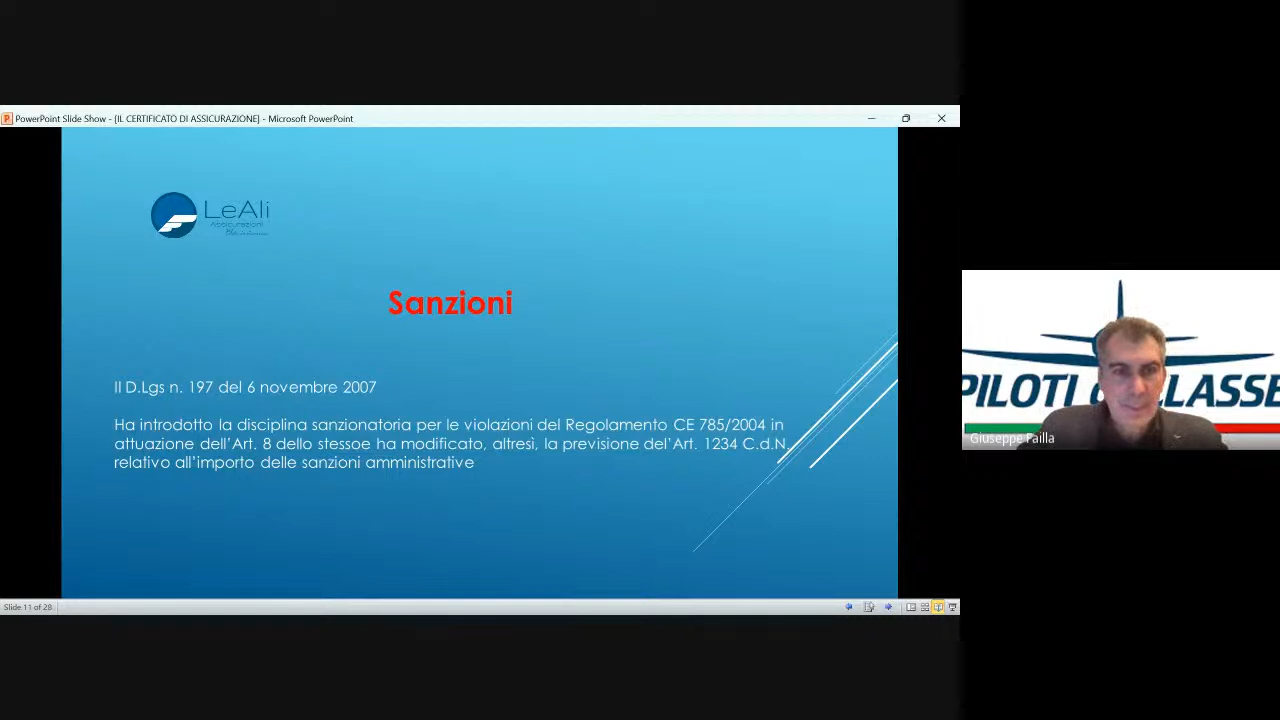 PowerPoint Slide Show - [IL CERTIFICATO DI ASSICURAZIONE] - Microsoft PowerPoint
LeAli
Assicurazioni
Sanzioni
Il D.Lgs n. 197 del 6 novembre 2007
Ha introdotto la disciplina sanzionatoria per le violazioni del Regolamento CE 785/2004 in
attuazione dell'Art. 8 dello stessoe ha modificato, altresì, la previsione del'Art. 1234 C.d.N.
relativo all'importo delle sanzioni amministrative
PILOTI CLASSE
Giuseppe Failla
Slide 11 of 28